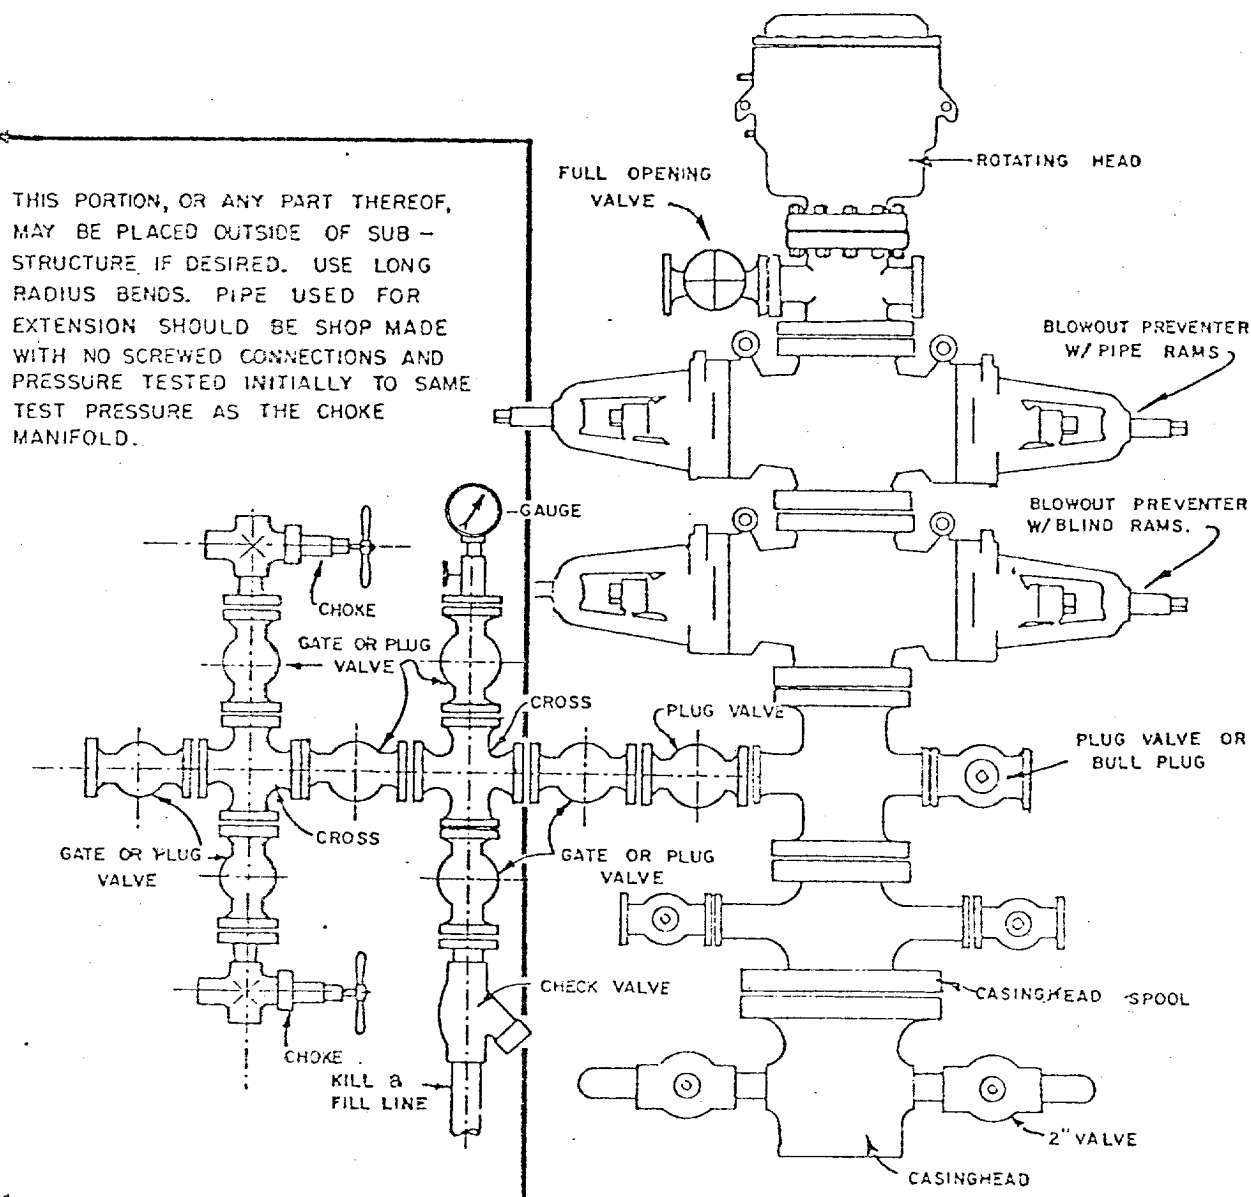 ROTATING HEAD
FULL OPENING
VALVE
THIS PORTION, OR ANY PART THEREOF,
MAY BE PLACED OUTSIDE OF SUB-
STRUCTURE IF DESIRED. USE LONG
RADIUS BENDS. PIPE USED FOR
EXTENSION SHOULD BE SHOP MADE
WITH NO SCREWED CONNECTIONS AND
PRESSURE TESTED INITIALLY TO SAME
TEST PRESSURE AS THE CHOKE
MANIFOLD.
BLOWOUT PREVENTER
W/ PIPE RAMS
GAUGE
BLOWOUT PREVENTER
W/ BLIND RAMS.
CHOKE
GATE OR PLUG
VALVE
CROSS
PLUG VALVE
PLUG VALVE OR
BULL PLUG
CROSS
GATE OR PLUG
VALVE
GATE OR PLUG
VALVE
CHECK VALVE
CASINGHEAD SPOOL
CHOKE
KILL &
FILL LINE
2" VALVE
CASINGHEAD